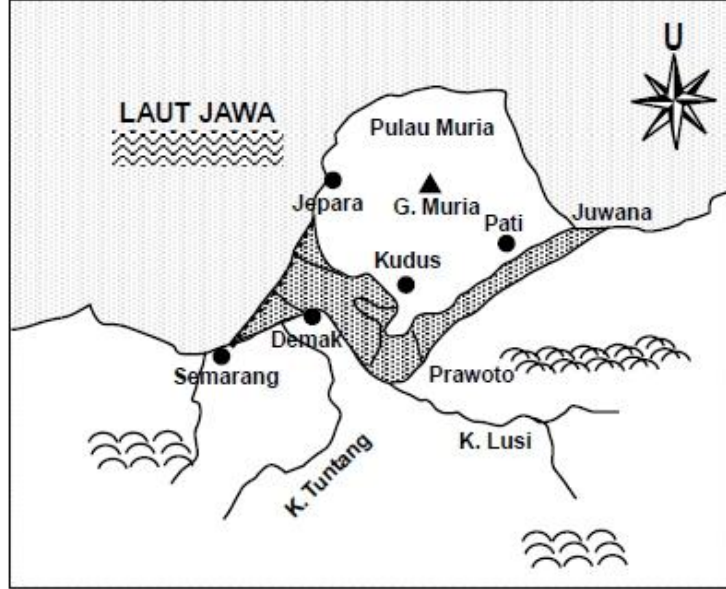 U
LAUT JAWA
Pulau Muria
Jepara
G. Muria
Juwana
Pati
Kudus
Demak
Semarang
Prawoto
K. Lusi
K. Tuntang